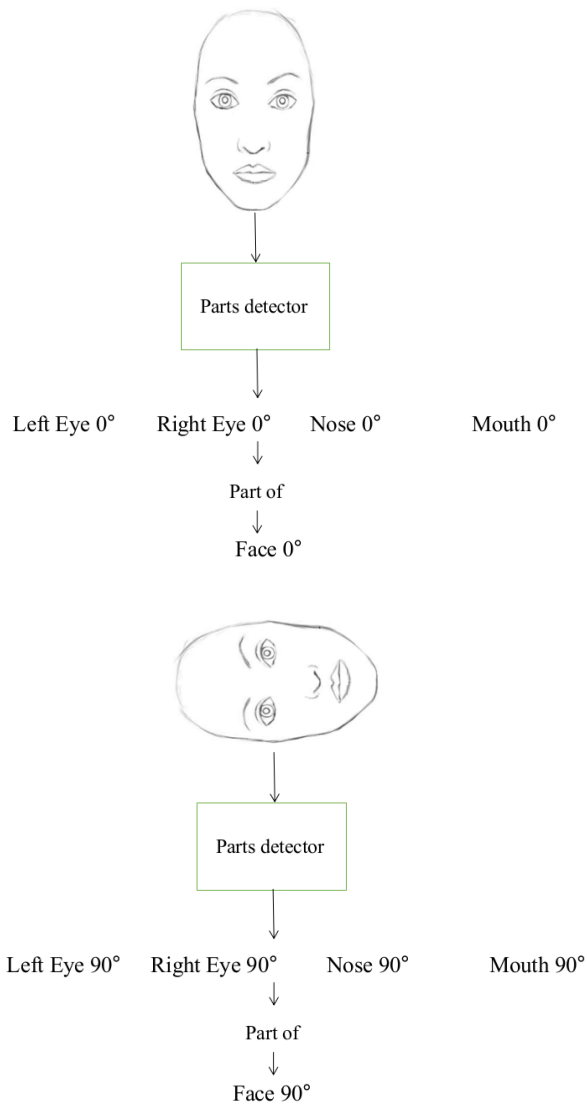 Parts detector
Left Eye 0° Right Eye 0° Nose 0° Mouth 0°
Part of
Face 0°
Parts detector
Left Eye 90° Right Eye 90° Nose 90° Mouth 90°
Part of
Face 90°